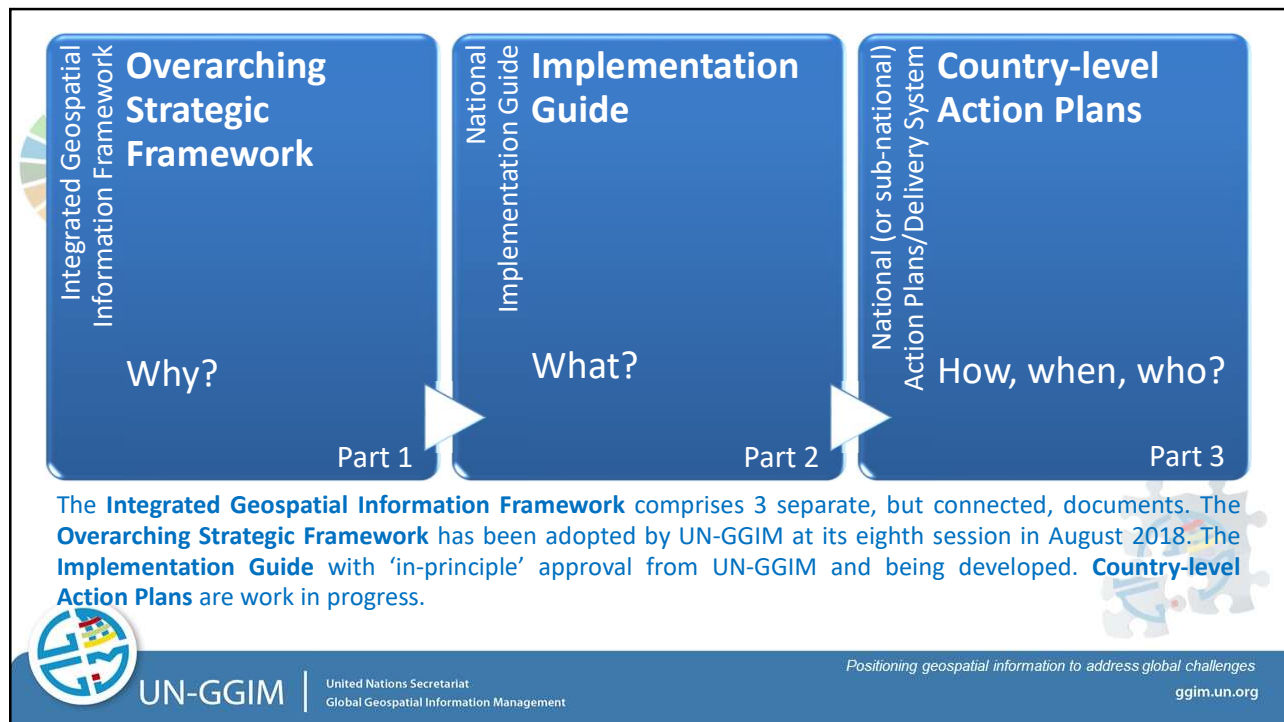 Integrated Geospatial
Information Framework
Overarching
Strategic
Framework
Why?
Part 1
National
Implementation Guide
Implementation
Guide
What?
Part 2
National (or sub-national)
Action Plans/Delivery System
Country-level
Action Plans
How, when, who?
Part 3
The Integrated Geospatial Information Framework comprises 3 separate, but connected, documents. The
Overarching Strategic Framework has been adopted by UN-GGIM at its eighth session in August 2018. The
Implementation Guide with ‘in-principle’ approval from UN-GGIM and being developed. Country-level
Action Plans are work in progress.
UN-GGIM
United Nations Secretariat
Global Geospatial Information Management
Positioning geospatial information to address global challenges
ggim.un.org